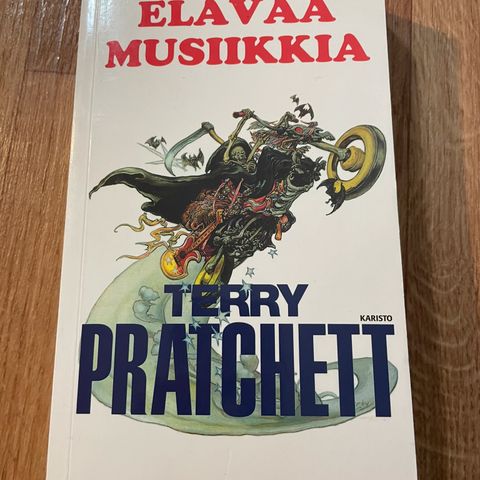 ELÄVÄÄ
MUSIIKKIA
TERRY
KARISTO
PRATCHETT